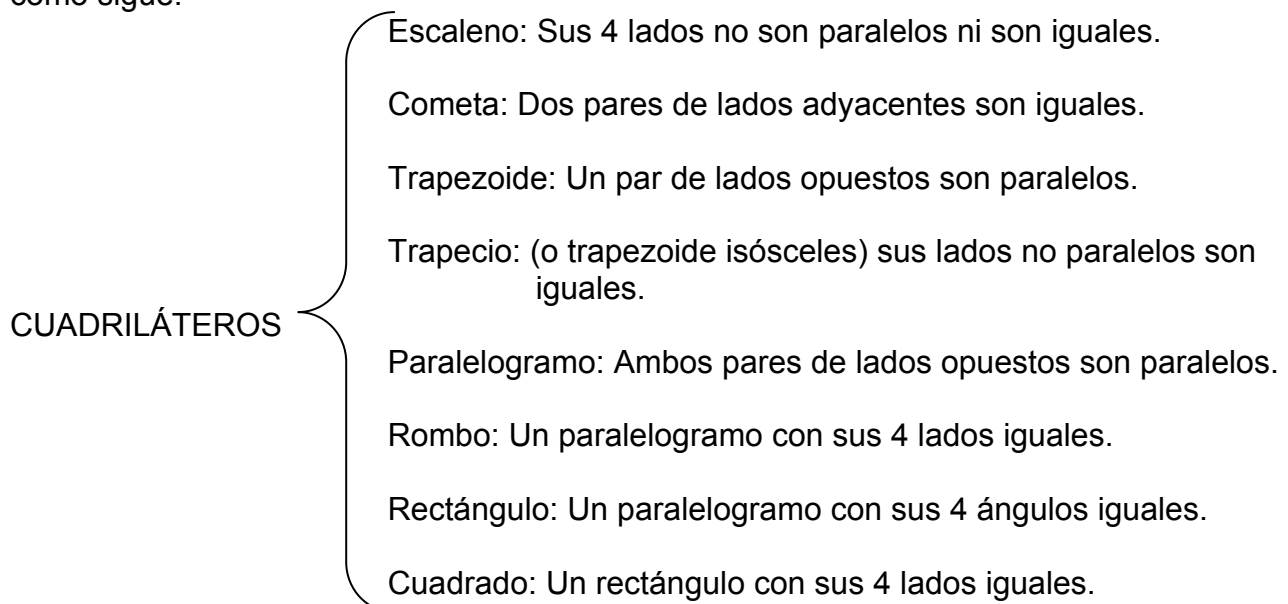 como sigue:
Escaleno: Sus 4 lados no son paralelos ni son iguales.
Cometa: Dos pares de lados adyacentes son iguales.
Trapezoide: Un par de lados opuestos son paralelos.
Trapecio: (o trapezoide isósceles) sus lados no paralelos son
iguales.
CUADRILÁTEROS
Paralelogramo: Ambos pares de lados opuestos son paralelos.
Rombo: Un paralelogramo con sus 4 lados iguales.
Rectángulo: Un paralelogramo con sus 4 ángulos iguales.
Cuadrado: Un rectángulo con sus 4 lados iguales.